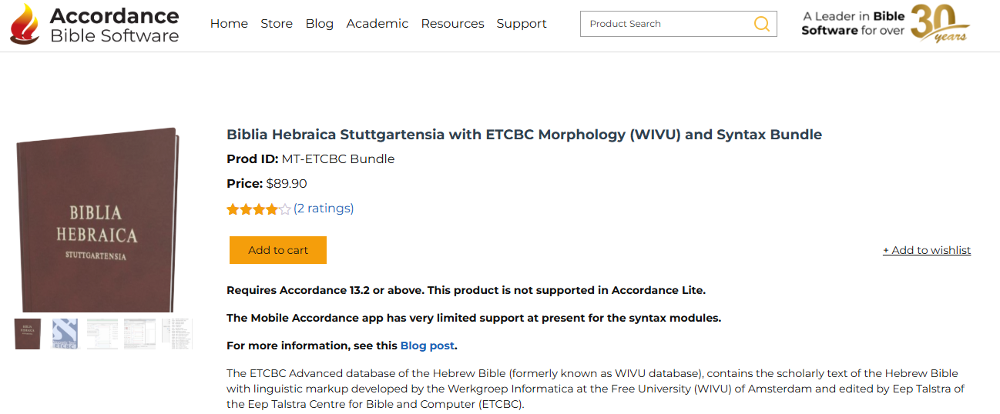 Accordance
Bible Software
Home Store Blog Academic Resources Support
Product Search
A Leader in Bible
Software for over
30 years
BIBLIA
HEBRAICA
STUTTGARTENSIA
ETCBC
Biblia Hebraica Stuttgartensia with ETCBC Morphology (WIVU) and Syntax Bundle
Prod ID: MT-ETCBC Bundle
Price: $89.90
(2 ratings)
Add to cart
+ Add to wishlist
Requires Accordance 13.2 or above. This product is not supported in Accordance Lite.
The Mobile Accordance app has very limited support at present for the syntax modules.
For more information, see this Blog post.
The ETCBC Advanced database of the Hebrew Bible (formerly known as WIVU database), contains the scholarly text of the Hebrew Bible
with linguistic markup developed by the Werkgroep Informatica at the Free University (WIVU) of Amsterdam and edited by Eep Talstra of
the Eep Talstra Centre for Bible and Computer (ETCBC).